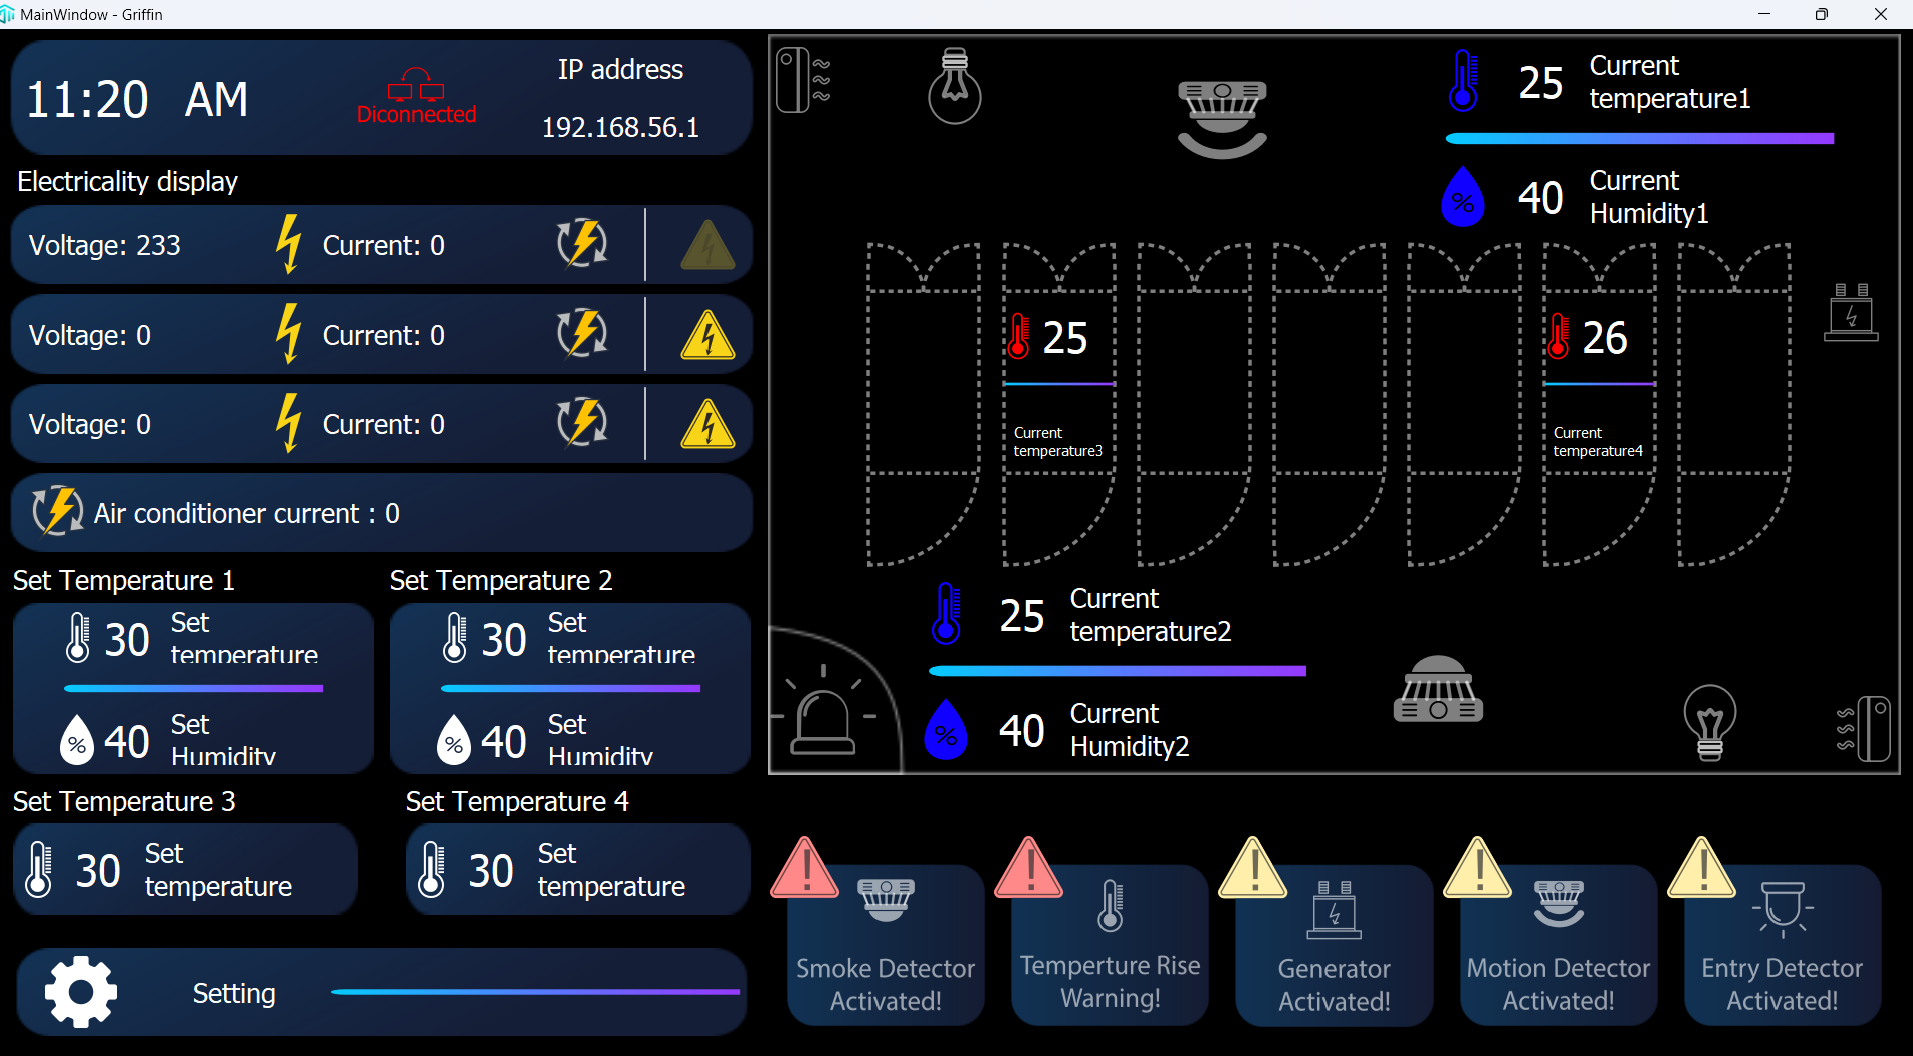 MainWindow - Griffin
11:20 AM
Diconnected
IP address
192.168.56.1
Electricality display
Voltage: 233
Current: 0
Voltage: 0
Current: 0
Voltage: 0
Current: 0
Air conditioner current : 0
Set Temperature 1
30
Set
temperature
%
40
Set
Humidity
Set Temperature 2
30
Set
temperature
%
40
Set
Humidity
Set Temperature 3
30
Set
temperature
Set Temperature 4
30
Set
temperature
Setting
25
Current
temperature1
%
40
Current
Humidity1
25
Current
temperature3
26
Current
temperature4
25
Current
temperature2
%
40
Current
Humidity2
Smoke Detector
Activated!
Temperture Rise
Warning!
Generator
Activated!
Motion Detector
Activated!
Entry Detector
Activated!